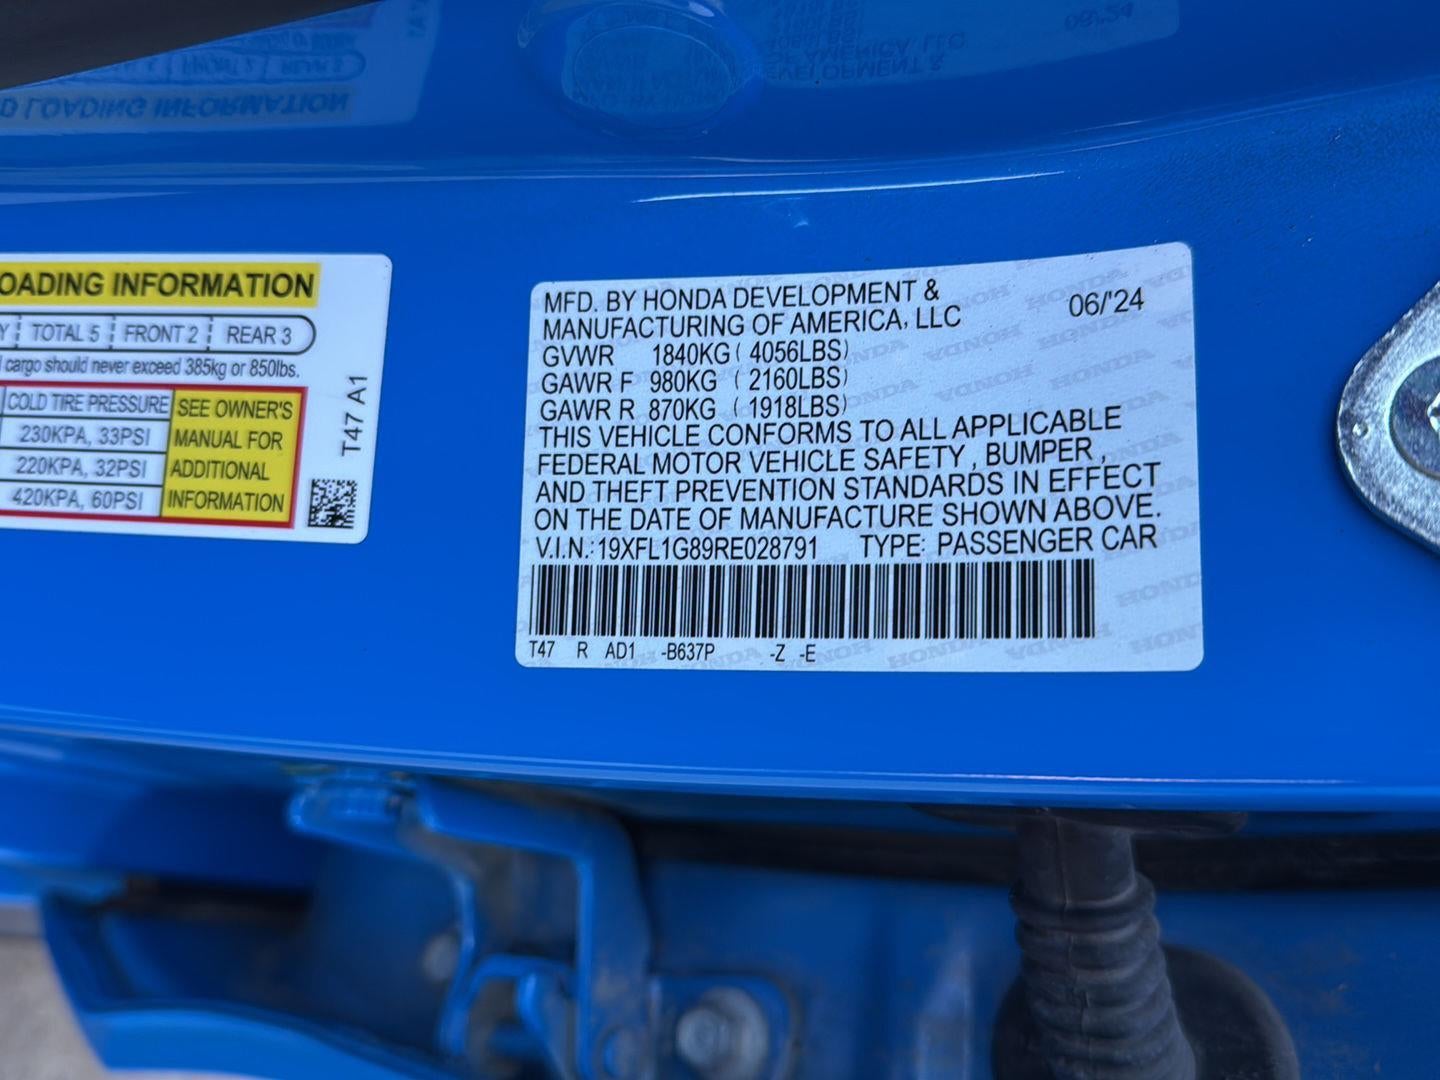 OADING INFORMATION
Y TOTAL 5 FRONT 2 REAR 3
cargo should never exceed 385kg or 850lbs.
COLD TIRE PRESSURE
230KPA, 33PSI
220KPA, 32PSI
420KPA, 60PSI
SEE OWNER'S
MANUAL FOR
ADDITIONAL
INFORMATION
T47 A1
MFD. BY HONDA DEVELOPMENT &
MANUFACTURING OF AMERICA, LLC
06/'24
GVWR 1840KG ( 4056LBS)
GAWR F 980KG ( 2160LBS)
GAWR R 870KG ( 1918LBS)
THIS VEHICLE CONFORMS TO ALL APPLICABLE
FEDERAL MOTOR VEHICLE SAFETY , BUMPER ,
AND THEFT PREVENTION STANDARDS IN EFFECT
ON THE DATE OF MANUFACTURE SHOWN ABOVE.
V.I.N.: 19XFL1G89RE028791 TYPE: PASSENGER CAR
T47 R AD1 -B637P -Z -E